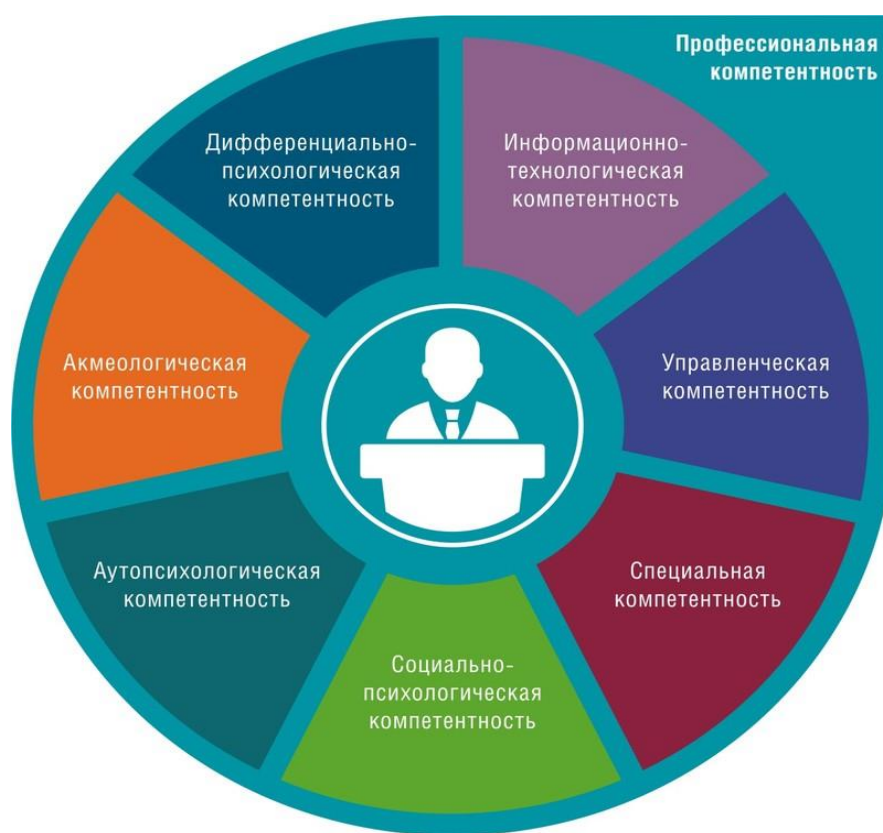 Профессиональная
компетентность
Дифференциально-
психологическая
компетентность
Информационно-
технологическая
компетентность
Акмеологическая
компетентность
Управленческая
компетентность
Аутопсихологическая
компетентность
Специальная
компетентность
Социально-
психологическая
компетентность